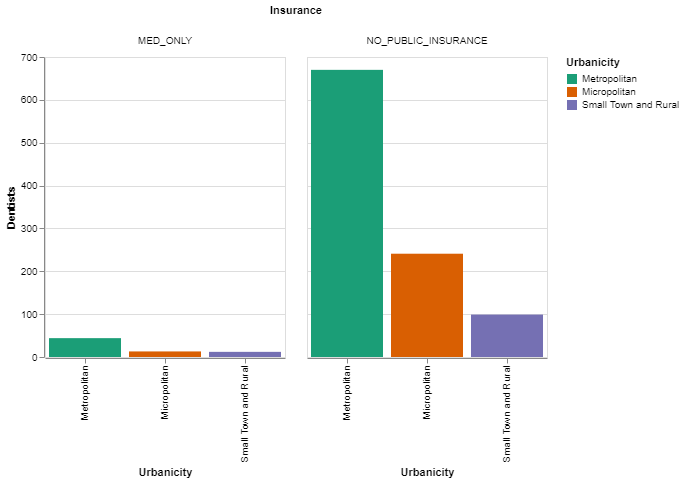 Insurance
MED_ONLY
NO_PUBLIC_INSURANCE
Dentists
700
600
500
400
300
200
100
0
Metropolitan
Micropolitan
Small Town and Rural
Urbanicity
Metropolitan
Micropolitan
Small Town and Rural
Urbanicity
Urbanicity
Metropolitan
Micropolitan
Small Town and Rural